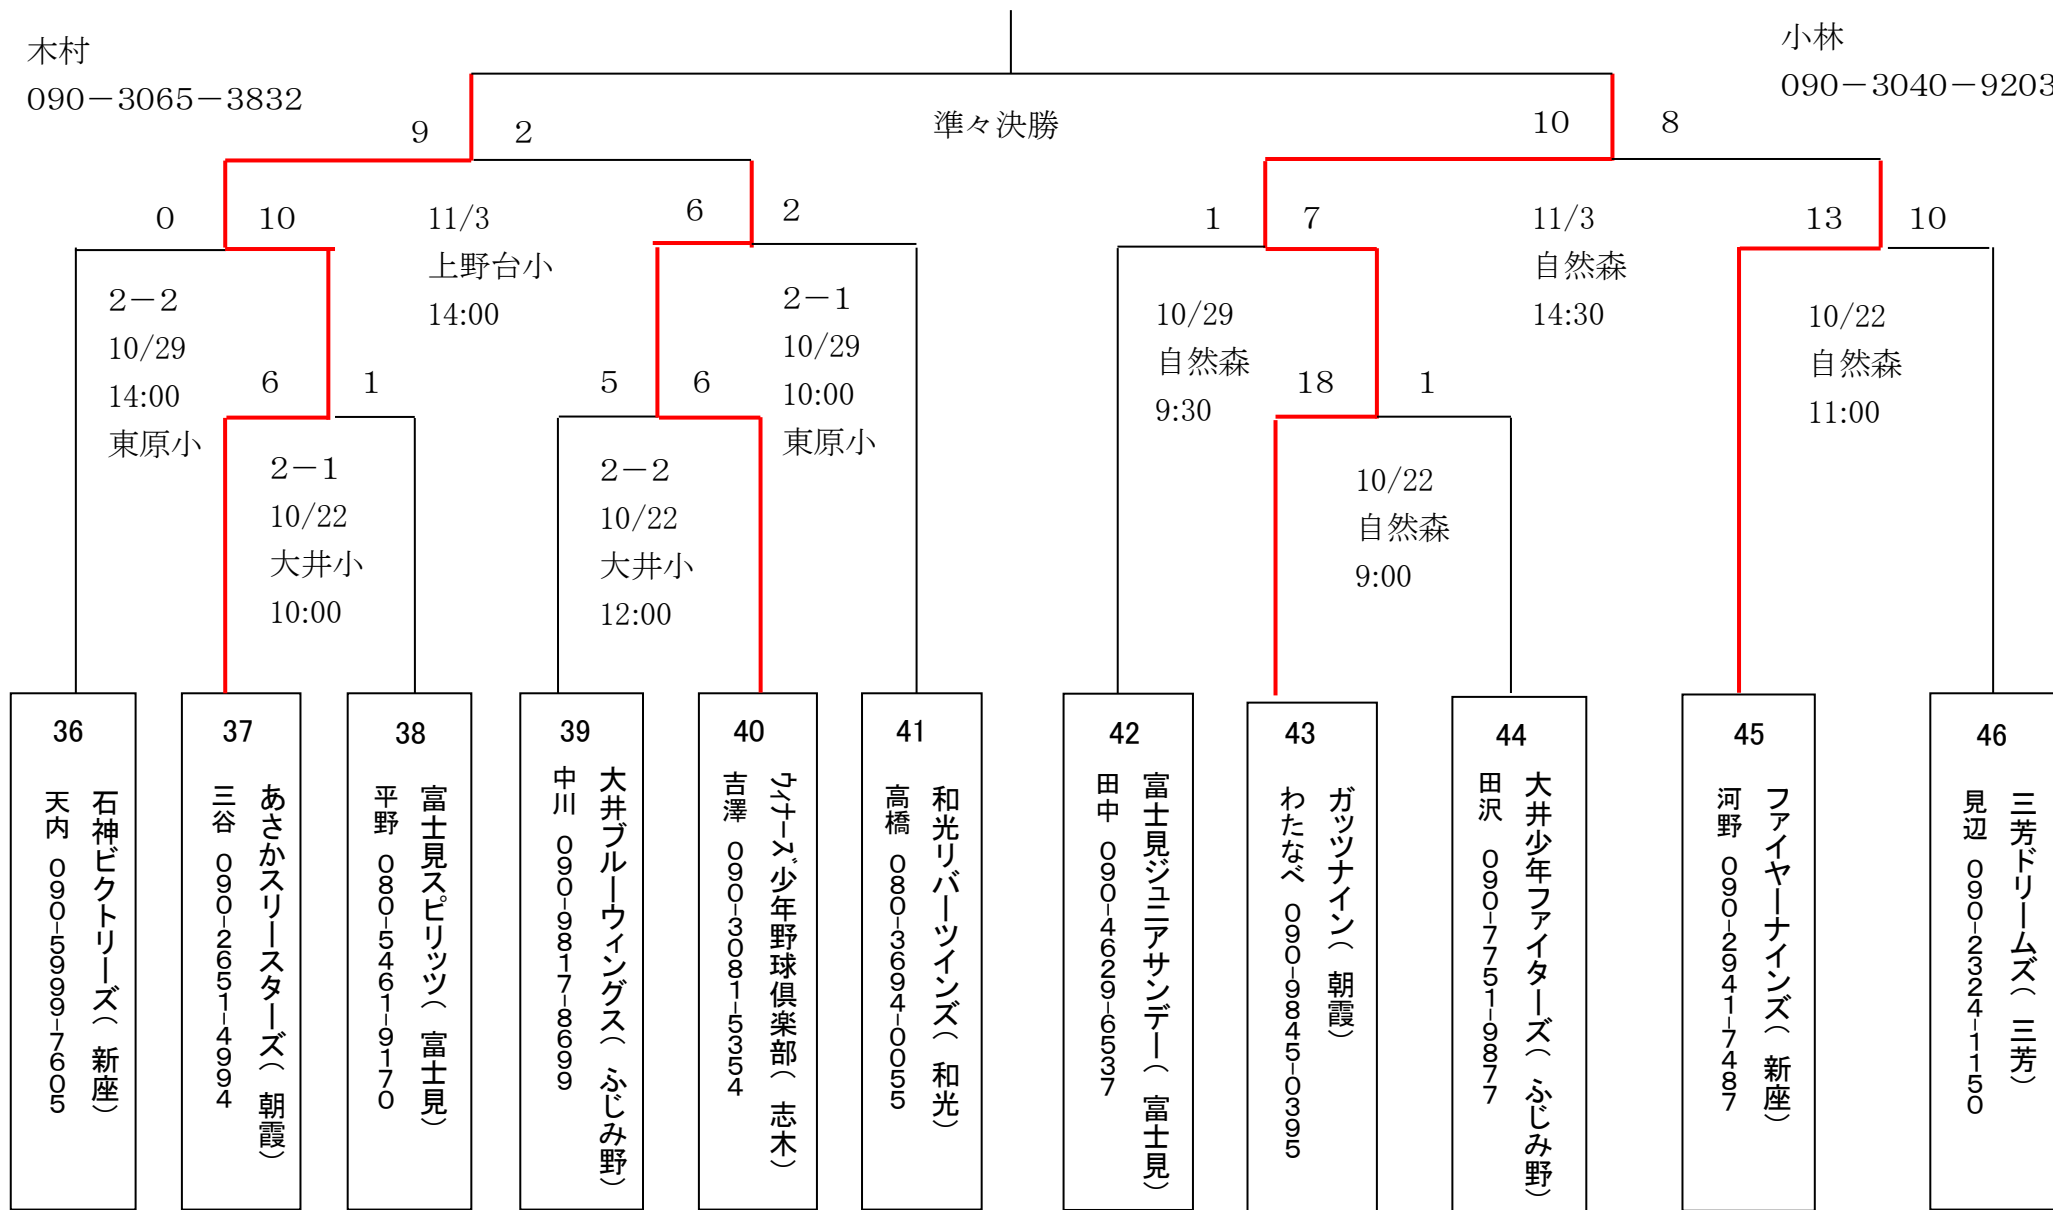 木村
090－3065－3832
小林
090－3040－9203
準々決勝
9
2
10
8
0
10
6
2
1
7
13
10
11/3
上野台小
14:00
11/3
自然森
14:30
2－2
10/29
14:00
東原小
2－1
10/29
10:00
東原小
10/29
自然森
9:30
10/22
自然森
11:00
6
1
5
6
18
1
2－1
10/22
大井小
10:00
2－2
10/22
大井小
12:00
10/22
自然森
9:00
36
石神ビクトリーズ（ 新座）
天内 090-5999-7605
37
あさかスリースターズ（ 朝霞）
三谷 090-2651-4994
38
富士見スピリッツ（ 富士見）
平野 080-5461-9170
39
大井ブルーウィングス（ ふじみ野）
中川 090-9817-8699
40
ウィナーズ少年野球倶楽部（ 志木）
吉澤 090-3081-5354
41
和光リバーツインズ（ 和光）
高橋 080-3694-0055
42
富士見ジュニアサンデー（ 富士見）
田中 090-4629-6537
43
ガッツナイン（ 朝霞）
わたなべ 090-9845-0395
44
大井少年ファイターズ（ ふじみ野）
田沢 090-7751-9877
45
ファイヤーナインズ（ 新座）
河野 090-2941-7487
46
三芳ドリームズ（ 三芳）
見辺 090-2324-1150